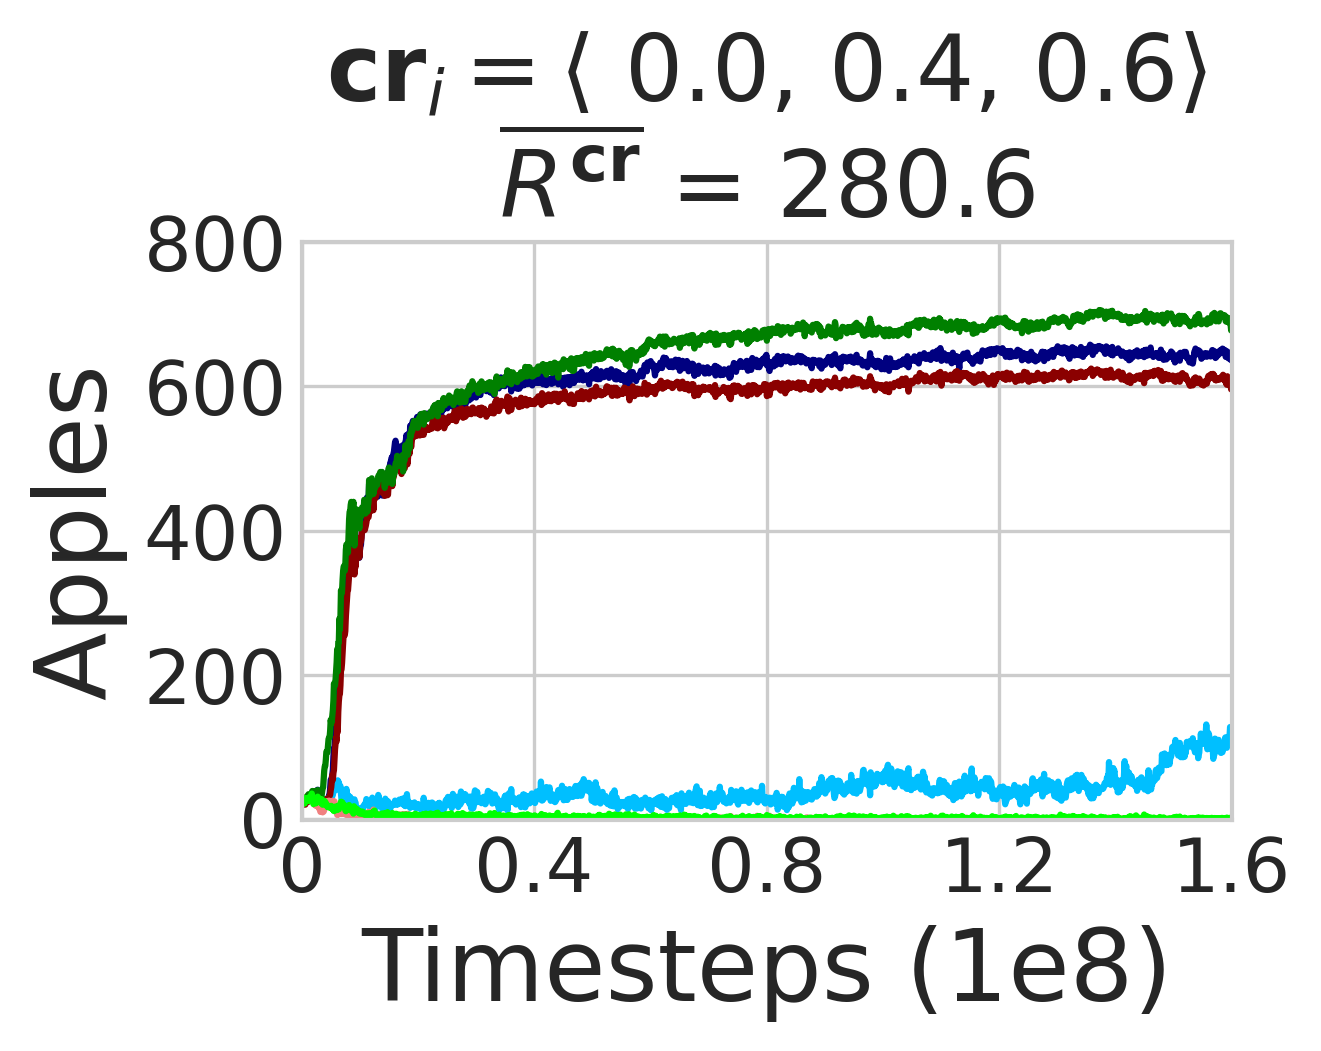 cr_i = ⟨ 0.0, 0.4, 0.6⟩
\overline{R^{cr}} = 280.6
800
600
400
200
0
Apples
0 0.4 0.8 1.2 1.6
Timesteps (1e8)